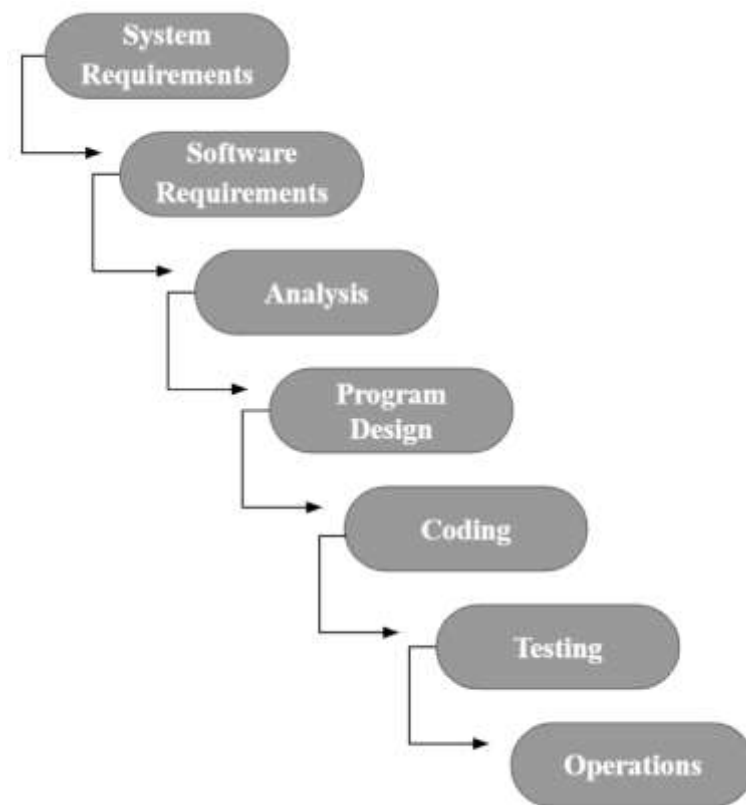 System
Requirements
Software
Requirements
Analysis
Program
Design
Coding
Testing
Operations